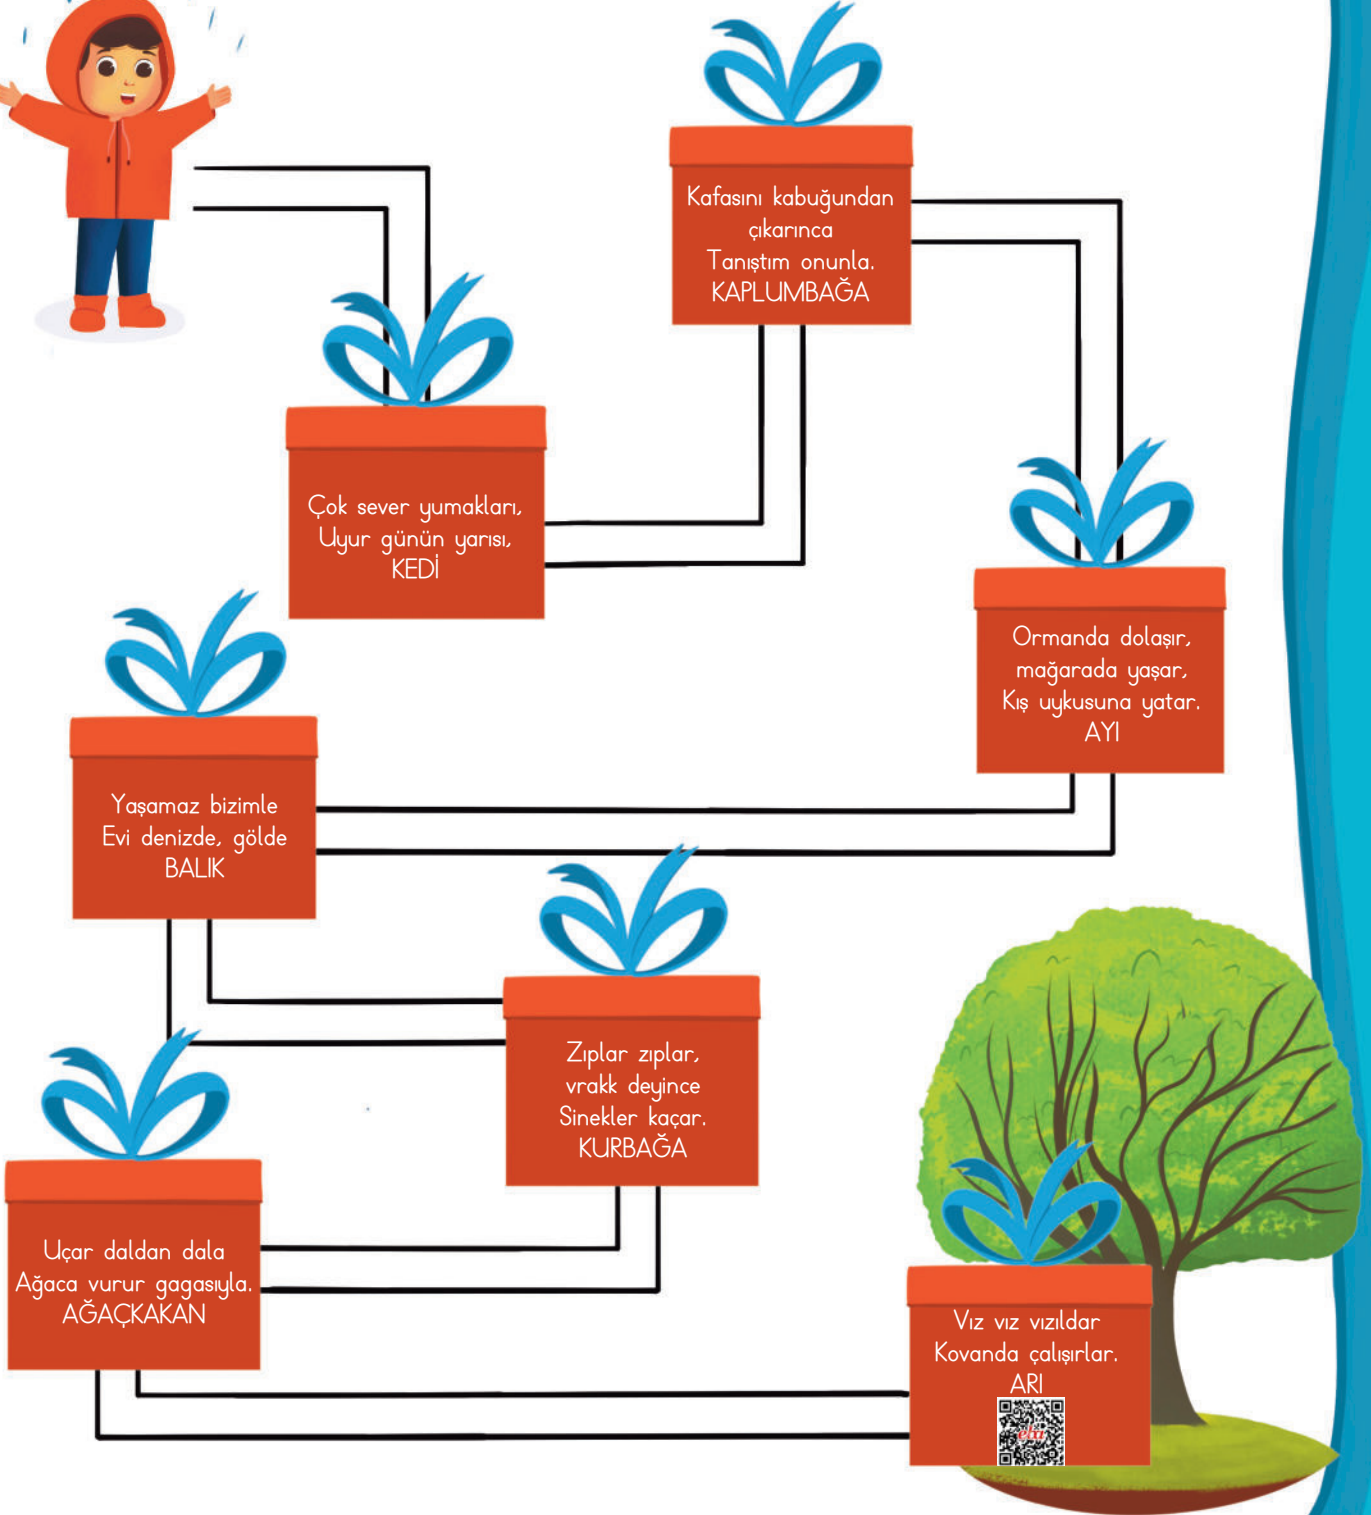 Kafasını kabuğundan
çıkarınca
Tanıştım onunla.
KAPLUMBAĞA
Çok sever yumakları,
Uyur günün yarısı,
KEDİ
Ormanda dolaşır,
mağarada yaşar,
Kış uykusuna yatar.
AYI
Yaşamaz bizimle
Evi denizde, gölde
BALIK
Zıplar zıplar,
vrakk deyince
Sinekler kaçar.
KURBAĞA
Uçar daldan dala
Ağaca vurur gagasıyla.
AĞAÇKAKAN
Vız vız vızıldar
Kovanda çalışırlar.
ARI
eba